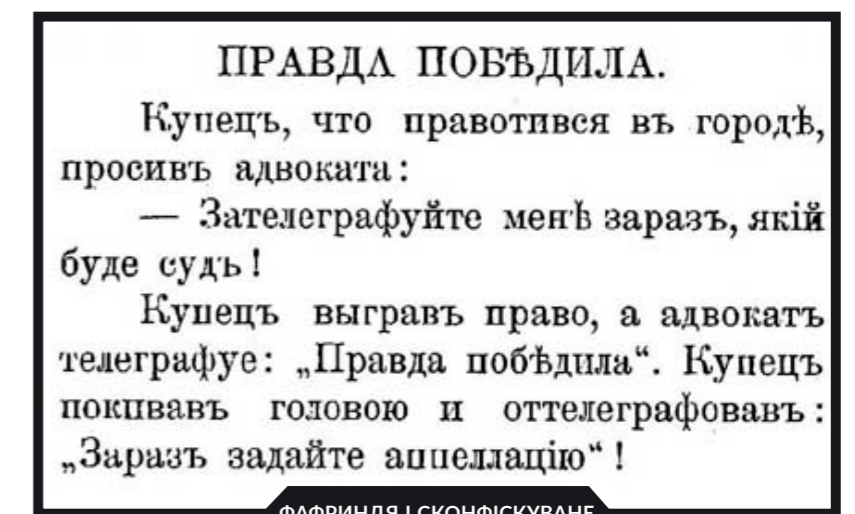 ПРАВДА ПОБѢДИЛА.
Купецъ, что правотився въ городѣ,
просивъ адвоката:
— Зателеграфуйте менѣ заразъ, якій
буде судъ!
Купецъ выгравъ право, а адвокатъ
телеграфуе: „Правда побѣдила“. Купецъ
покивавъ головою и оттелеграфовавъ:
„Заразъ задайте аппеллацію“!
ФАФРИНДЯ І СКОНФІСКУВАНЕ